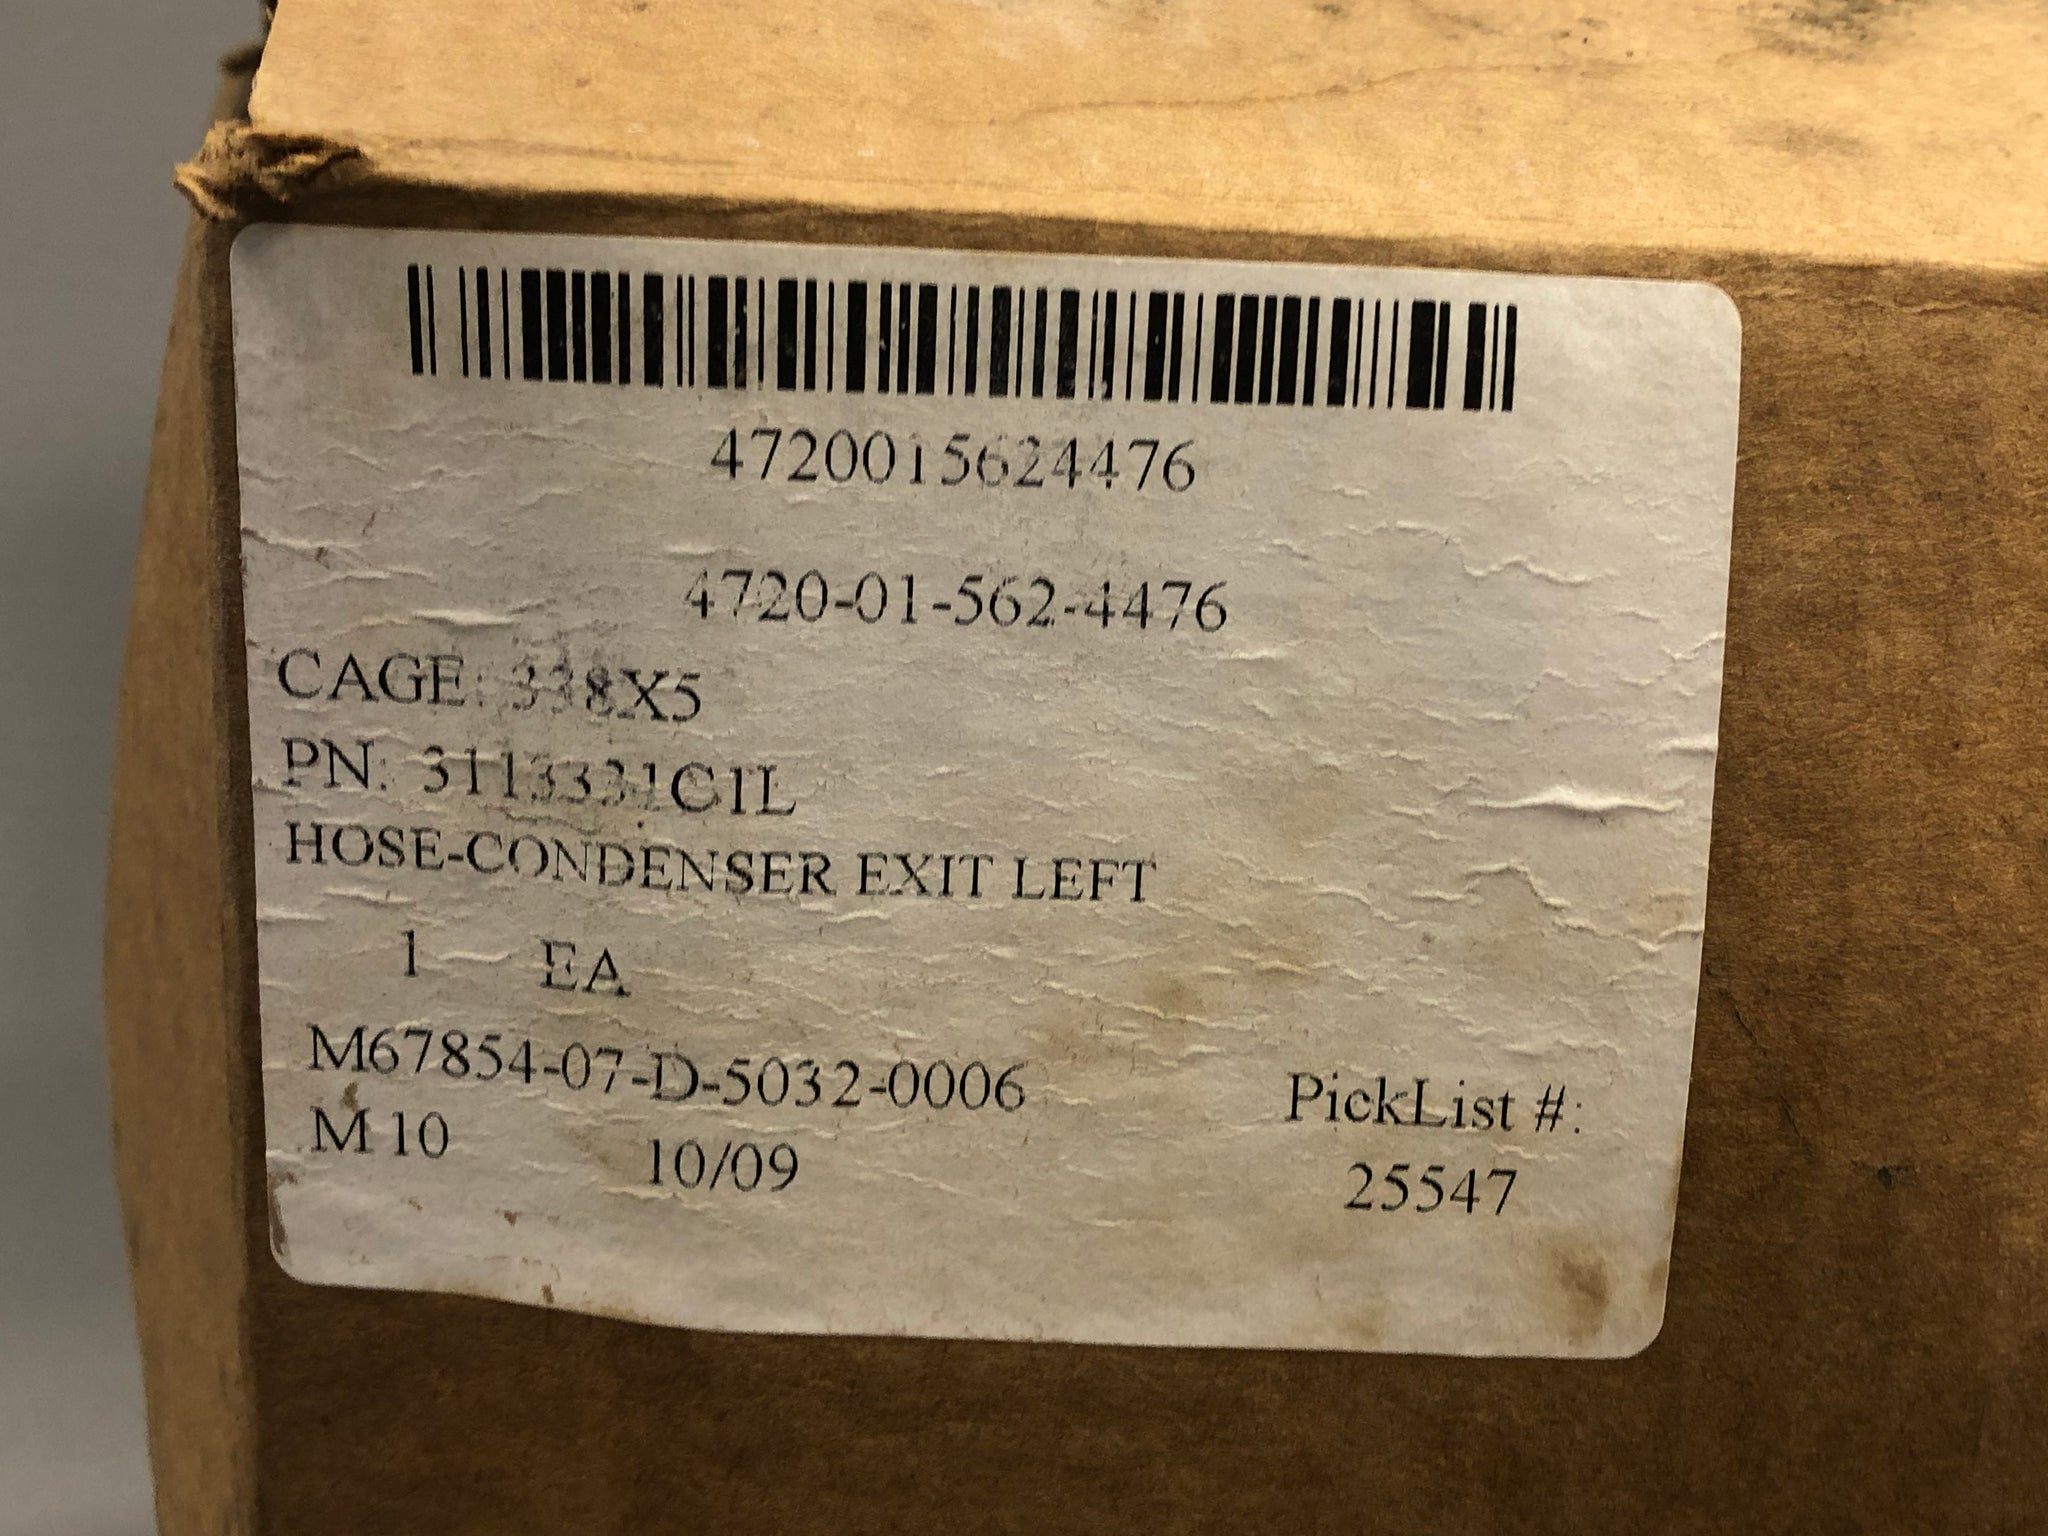 4720015624476
4720-01-562-4476
CAGE: 338X5
PN: 3113331C1L
HOSE-CONDENSER EXIT LEFT
1 EA
M67854-07-D-5032-0006
PickList #:
M10 10/09
25547